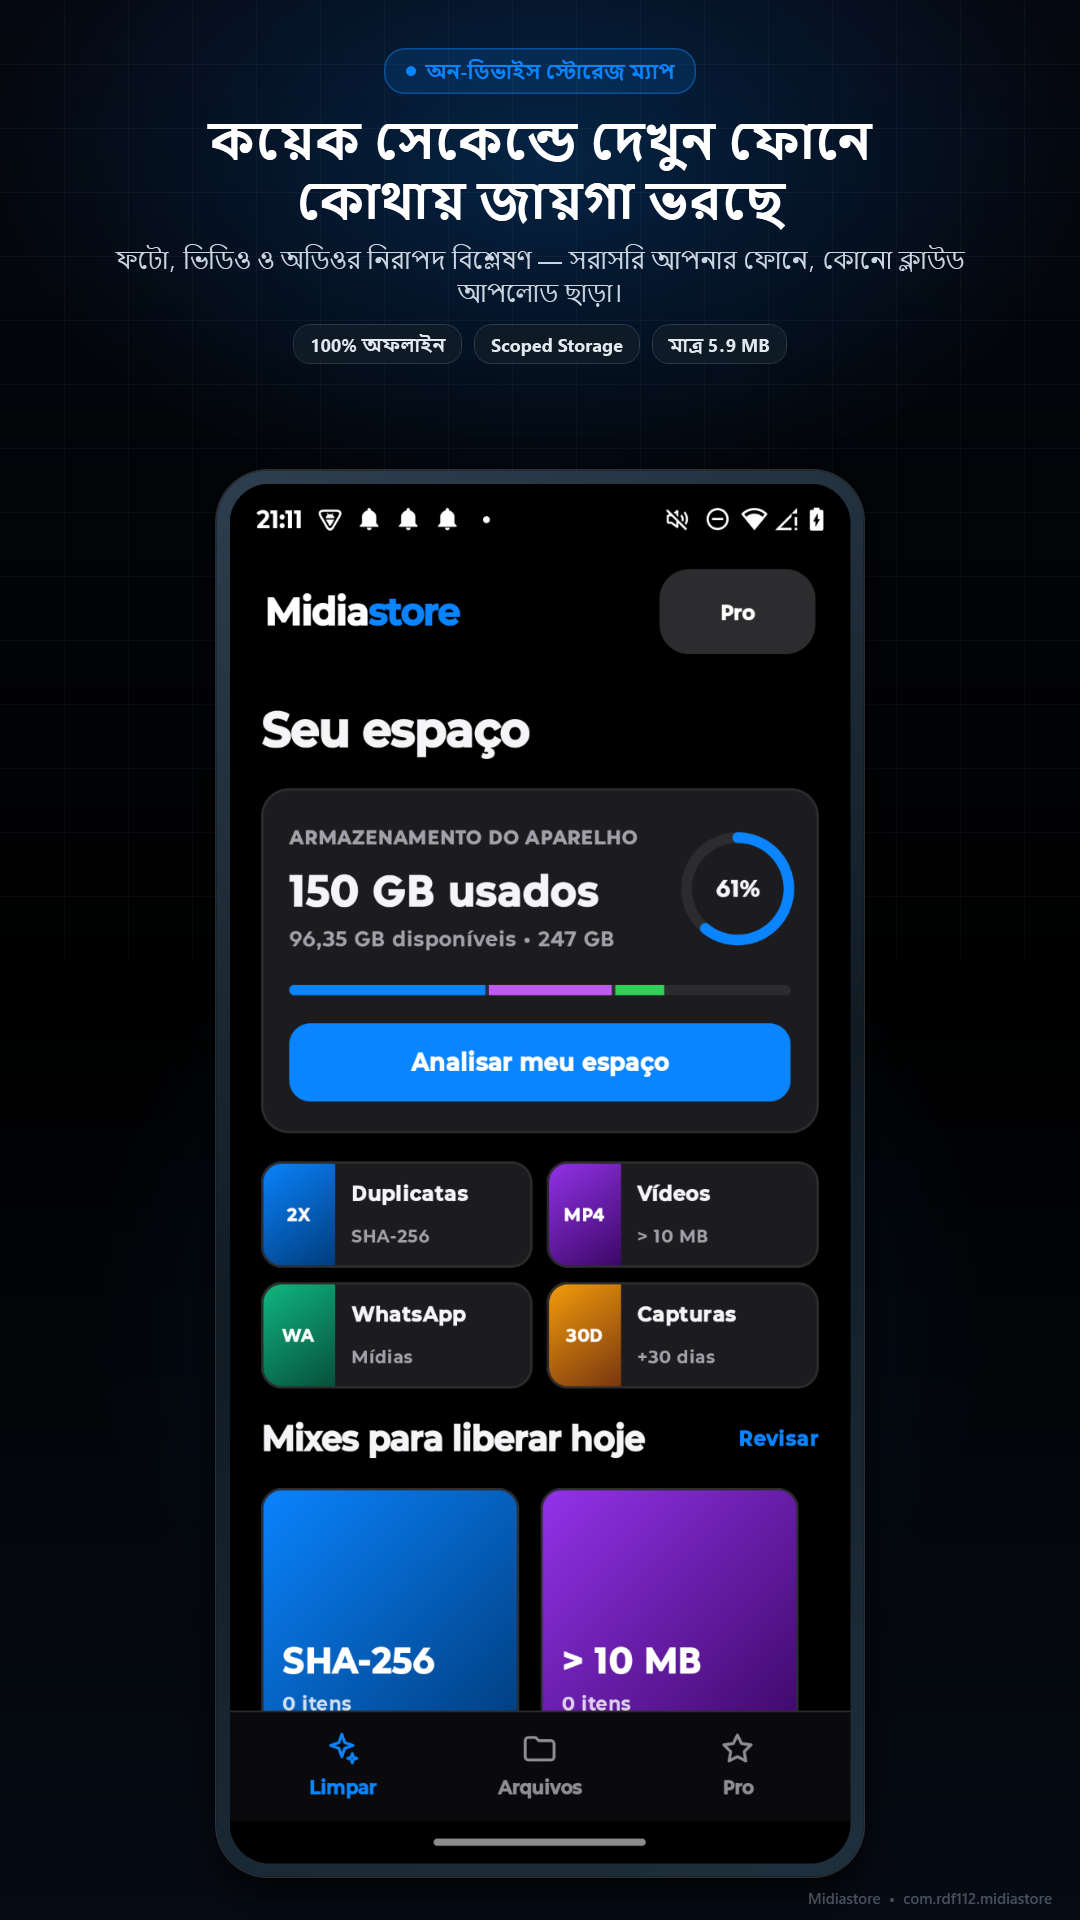 অন-ডিভাইস স্টোরেজ ম্যাপ
কয়েক সেকেন্ডে দেখুন ফোনে
কোথায় জায়গা ভরছে
ফটো, ভিডিও ও অডিওর নিরাপদ বিশ্লেষণ — সরাসরি আপনার ফোনে, কোনো ক্লাউড
আপলোড ছাড়া।
100% অফলাইন
Scoped Storage
মাত্র 5.9 MB
21:11
Midiastore
Pro
Seu espaço
ARMAZENAMENTO DO APARELHO
150 GB usados
61%
96,35 GB disponíveis • 247 GB
Analisar meu espaço
2X
Duplicatas
SHA-256
MP4
Vídeos
> 10 MB
WA
WhatsApp
Mídias
30D
Capturas
+30 dias
Mixes para liberar hoje
Revisar
SHA-256
0 itens
> 10 MB
0 itens
Limpar
Arquivos
Pro
Midiastore • com.rdf112.midiastore